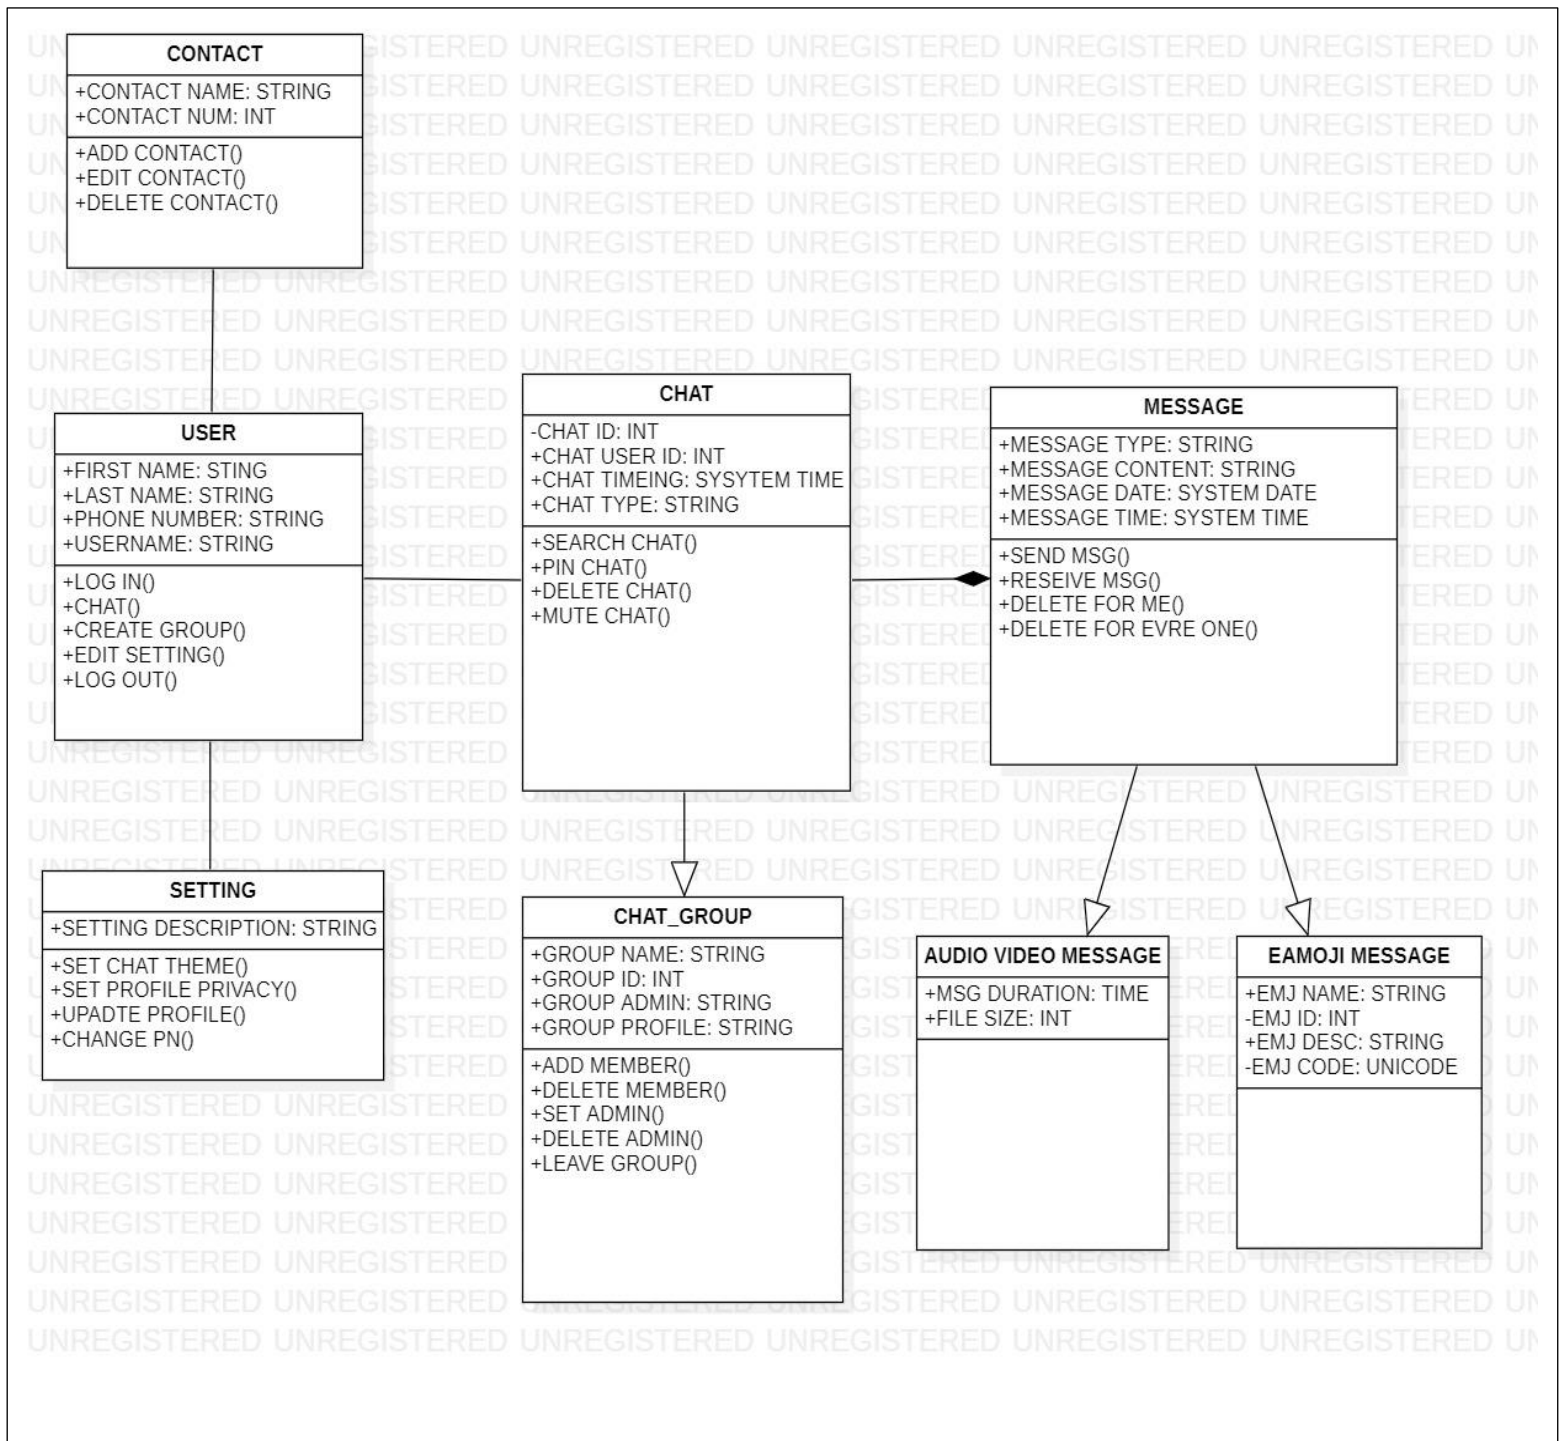 CONTACT
+CONTACT NAME: STRING
+CONTACT NUM: INT
+ADD CONTACT()
+EDIT CONTACT()
+DELETE CONTACT()
USER
+FIRST NAME: STING
+LAST NAME: STRING
+PHONE NUMBER: STRING
+USERNAME: STRING
+LOG IN()
+CHAT()
+CREATE GROUP()
+EDIT SETTING()
+LOG OUT()
SETTING
+SETTING DESCRIPTION: STRING
+SET CHAT THEME()
+SET PROFILE PRIVACY()
+UPADTE PROFILE()
+CHANGE PN()
CHAT
-CHAT ID: INT
+CHAT USER ID: INT
+CHAT TIMEING: SYSYTEM TIME
+CHAT TYPE: STRING
+SEARCH CHAT()
+PIN CHAT()
+DELETE CHAT()
+MUTE CHAT()
CHAT_GROUP
+GROUP NAME: STRING
+GROUP ID: INT
+GROUP ADMIN: STRING
+GROUP PROFILE: STRING
+ADD MEMBER()
+DELETE MEMBER()
+SET ADMIN()
+DELETE ADMIN()
+LEAVE GROUP()
MESSAGE
+MESSAGE TYPE: STRING
+MESSAGE CONTENT: STRING
+MESSAGE DATE: SYSTEM DATE
+MESSAGE TIME: SYSTEM TIME
+SEND MSG()
+RESEIVE MSG()
+DELETE FOR ME()
+DELETE FOR EVRE ONE()
AUDIO VIDEO MESSAGE
+MSG DURATION: TIME
+FILE SIZE: INT
EAMOJI MESSAGE
+EMJ NAME: STRING
-EMJ ID: INT
+EMJ DESC: STRING
-EMJ CODE: UNICODE
UNREGISTERED